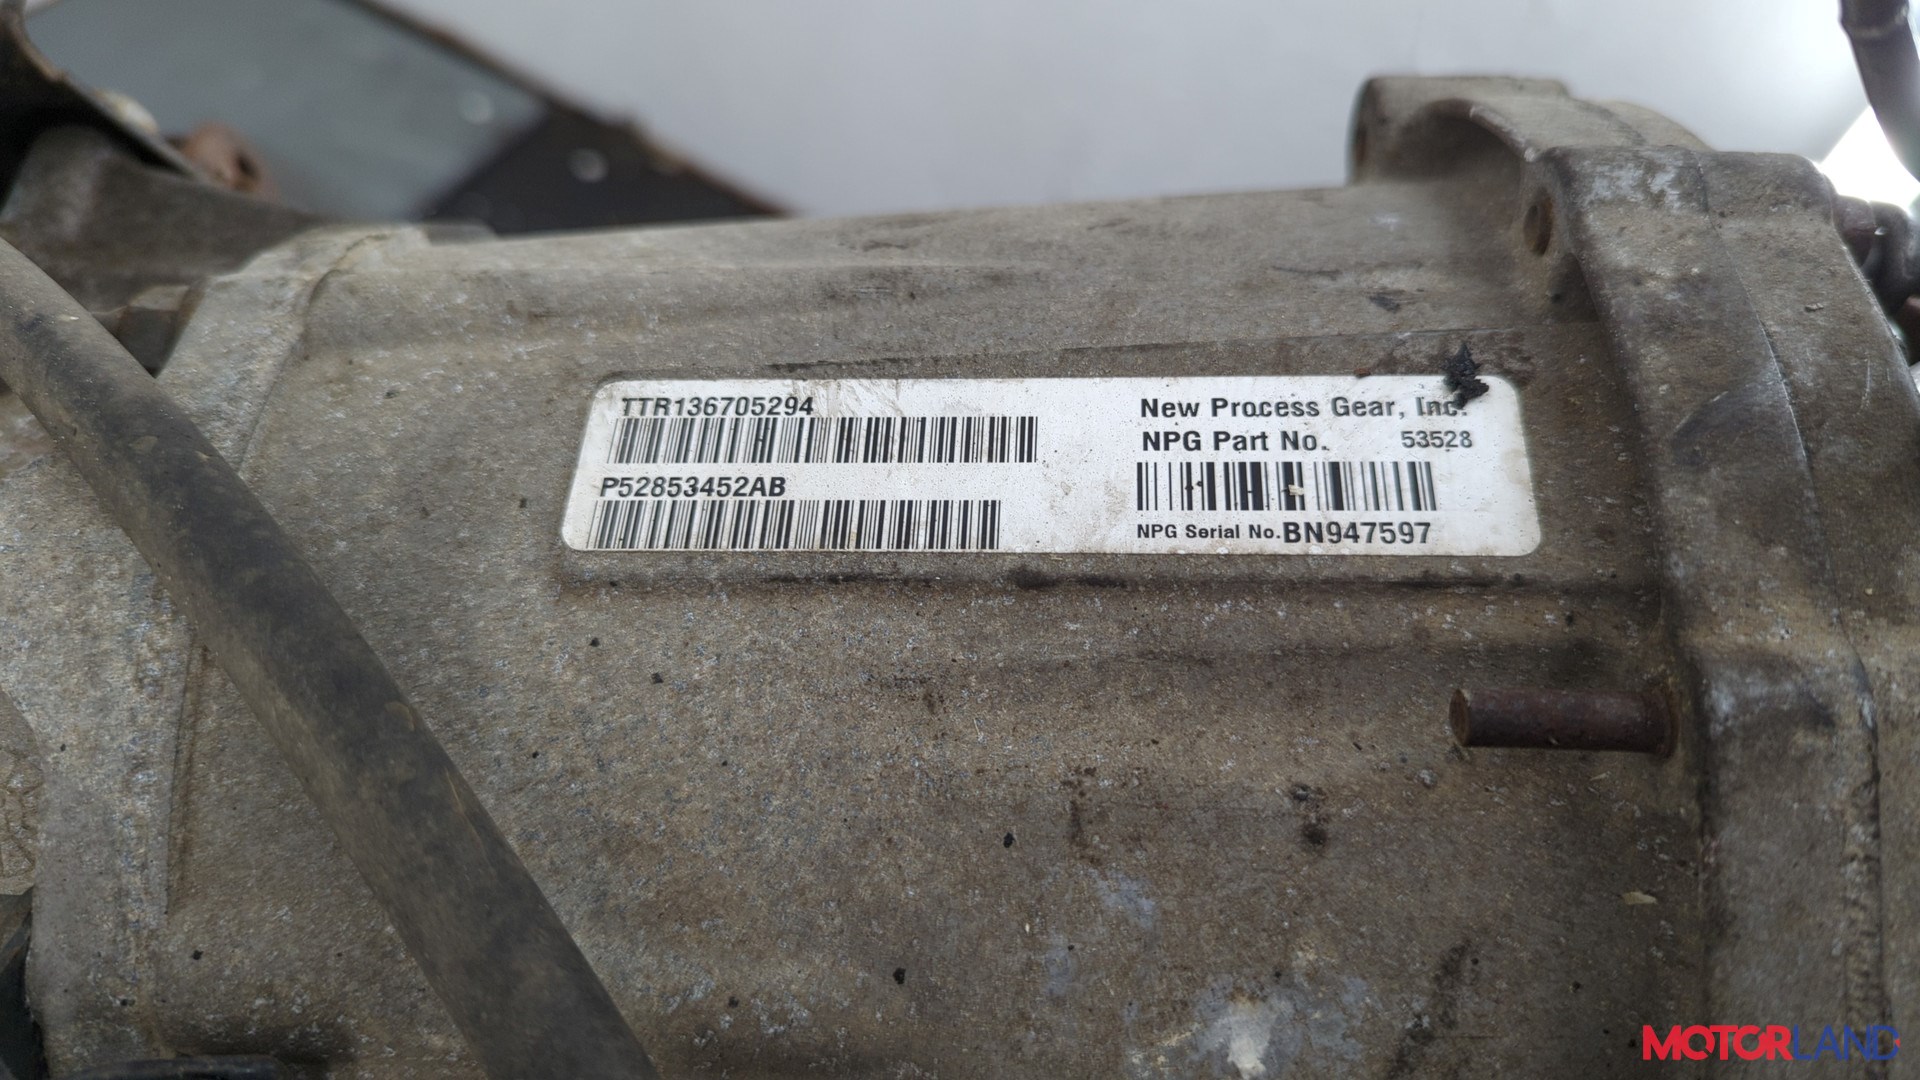 TTR136705294
P52853452AB
New Process Gear, Inc.
NPG Part No. 53528
NPG Serial No. BN947597
MOTORLAND